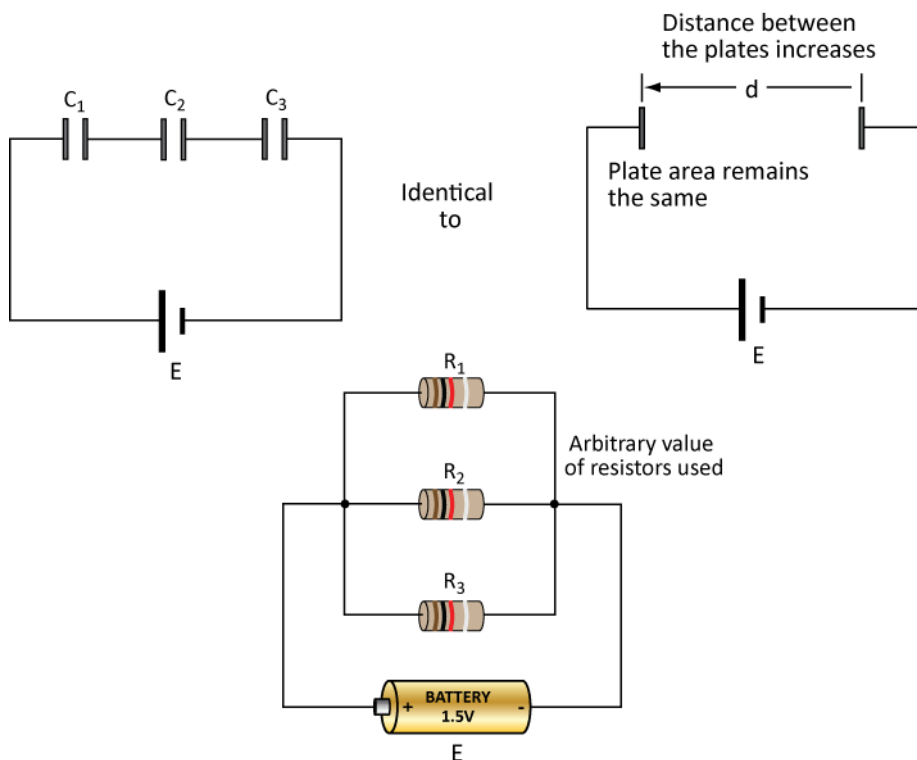 Distance between
the plates increases
d
C1 C2 C3
Identical
to
Plate area remains
the same
E
E
R1
Arbitrary value
of resistors used
R2
R3
+ BATTERY -
1.5V
E